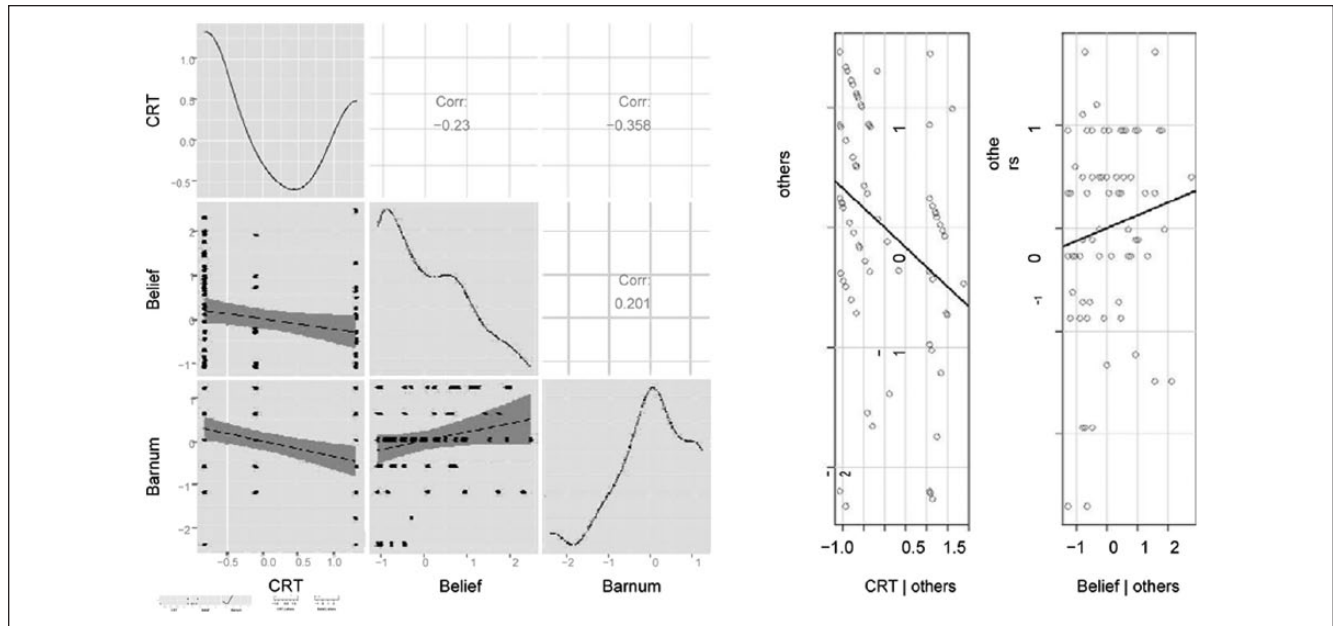 CRT
1.0
0.5
0.0
-0.5
Corr:
-0.23
Corr:
-0.358
Belief
2
1
0
-1
Corr:
0.201
Barnum
1
0
-1
-2
-0.5 0.0 0.5 1.0
-1 0 1 2
-2 -1 0 1
CRT
Belief
Barnum
others
1
0
- 1
- 2
-1.0 0.5 1.5
CRT | others
othe
rs
1
0
-1
-1 0 1 2
Belief | others